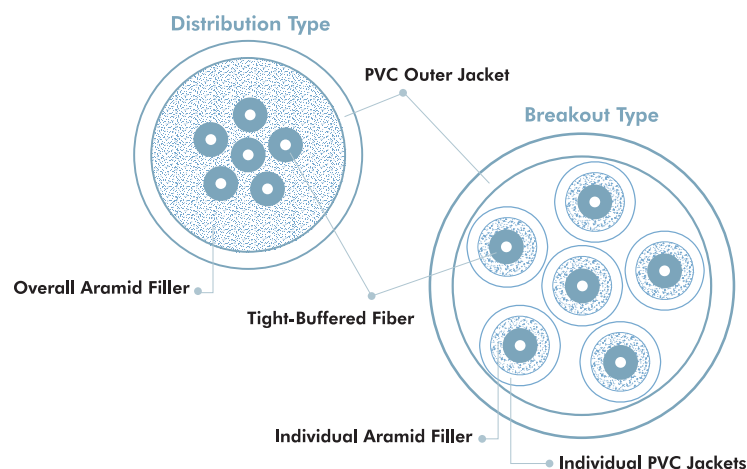 Distribution Type
PVC Outer Jacket
Breakout Type
Overall Aramid Filler
Tight-Buffered Fiber
Individual Aramid Filler
Individual PVC Jackets